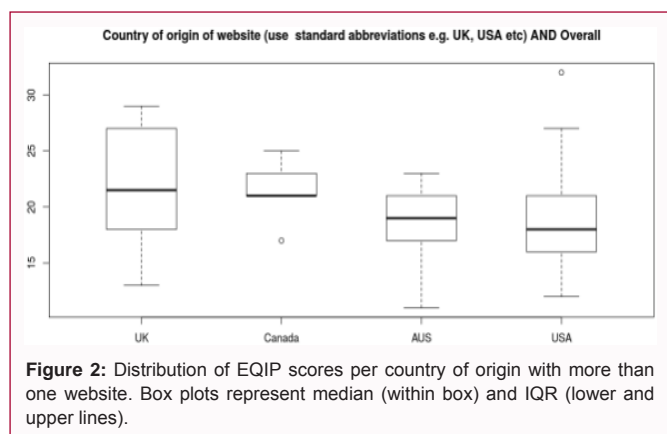 Country of origin of website (use standard abbreviations e.g. UK, USA etc) AND Overall
30
25
20
15
UK Canada AUS USA
Figure 2: Distribution of EQIP scores per country of origin with more than
one website. Box plots represent median (within box) and IQR (lower and
upper lines).